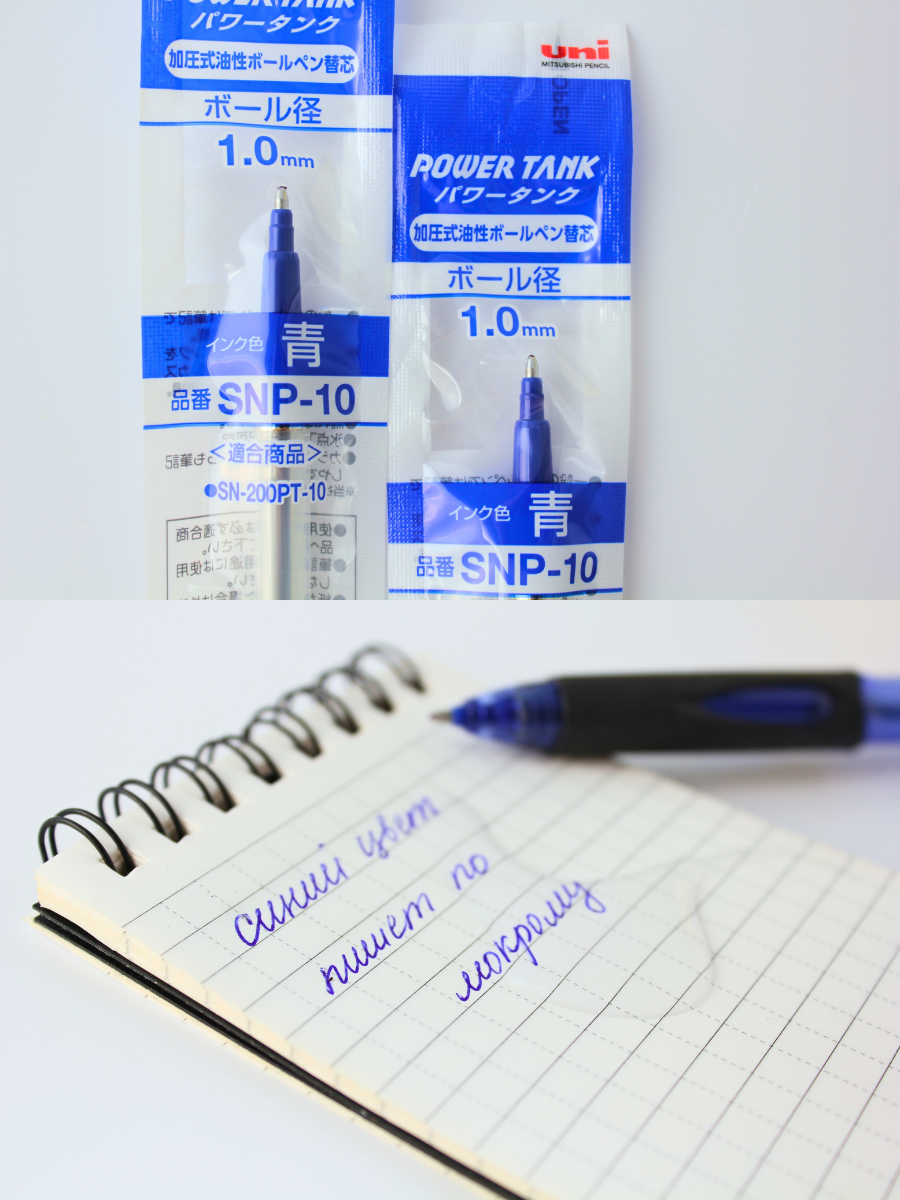 POWER TANK
パワータンク
加圧式油性ボールペン替芯
ボール径
1.0mm
インク色 青
品番 SNP-10
<適合商品>
●SN-200PT-10
uni
MITSUBISHI PENCIL
OPEN
POWER TANK
パワータンク
加圧式油性ボールペン替芯
ボール径
1.0mm
インク色 青
品番 SNP-10
синий цвет
пишет по
мокрому